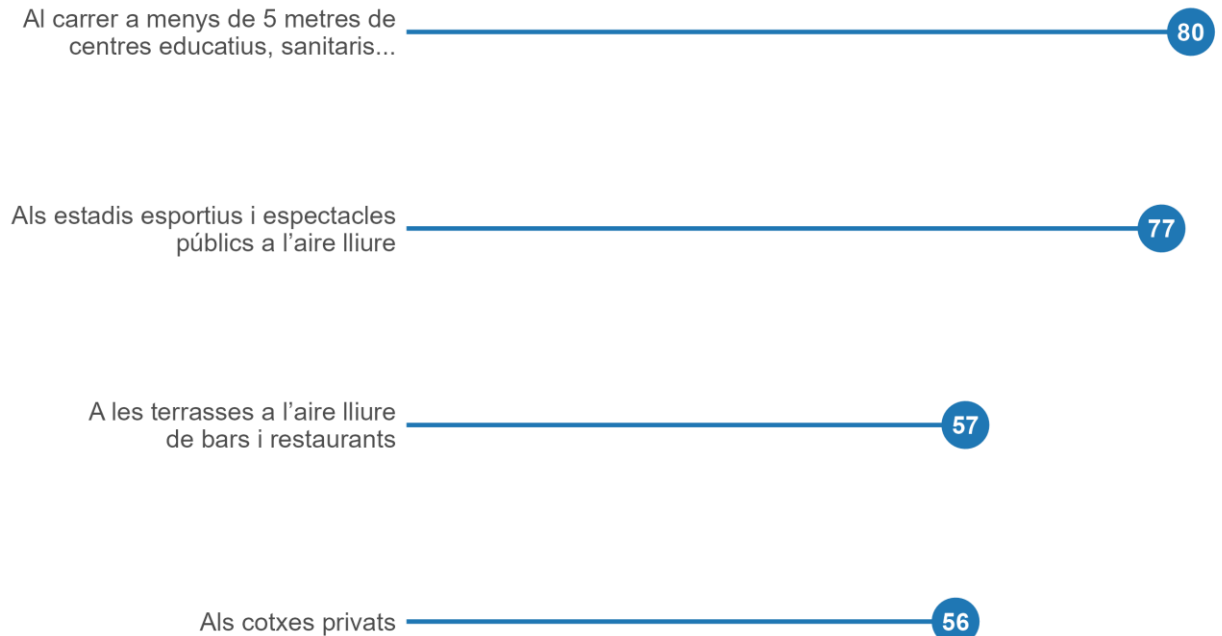 Al carrer a menys de 5 metres de
centres educatius, sanitaris...
80
Als estadis esportius i espectacles
públics a l’aire lliure
77
A les terrasses a l’aire lliure
de bars i restaurants
57
Als cotxes privats
56